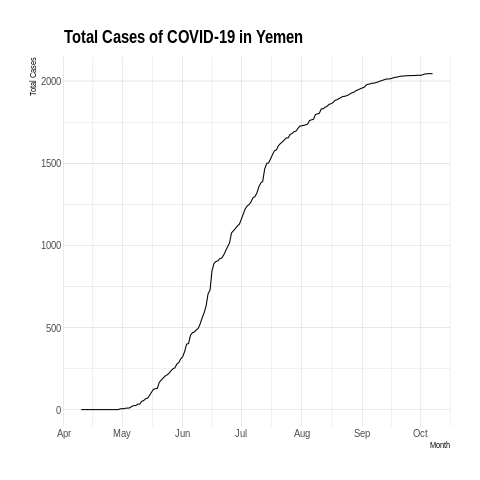 Total Cases of COVID-19 in Yemen
Total Cases
2000
1500
1000
500
0
Apr May Jun Jul Aug Sep Oct
Month